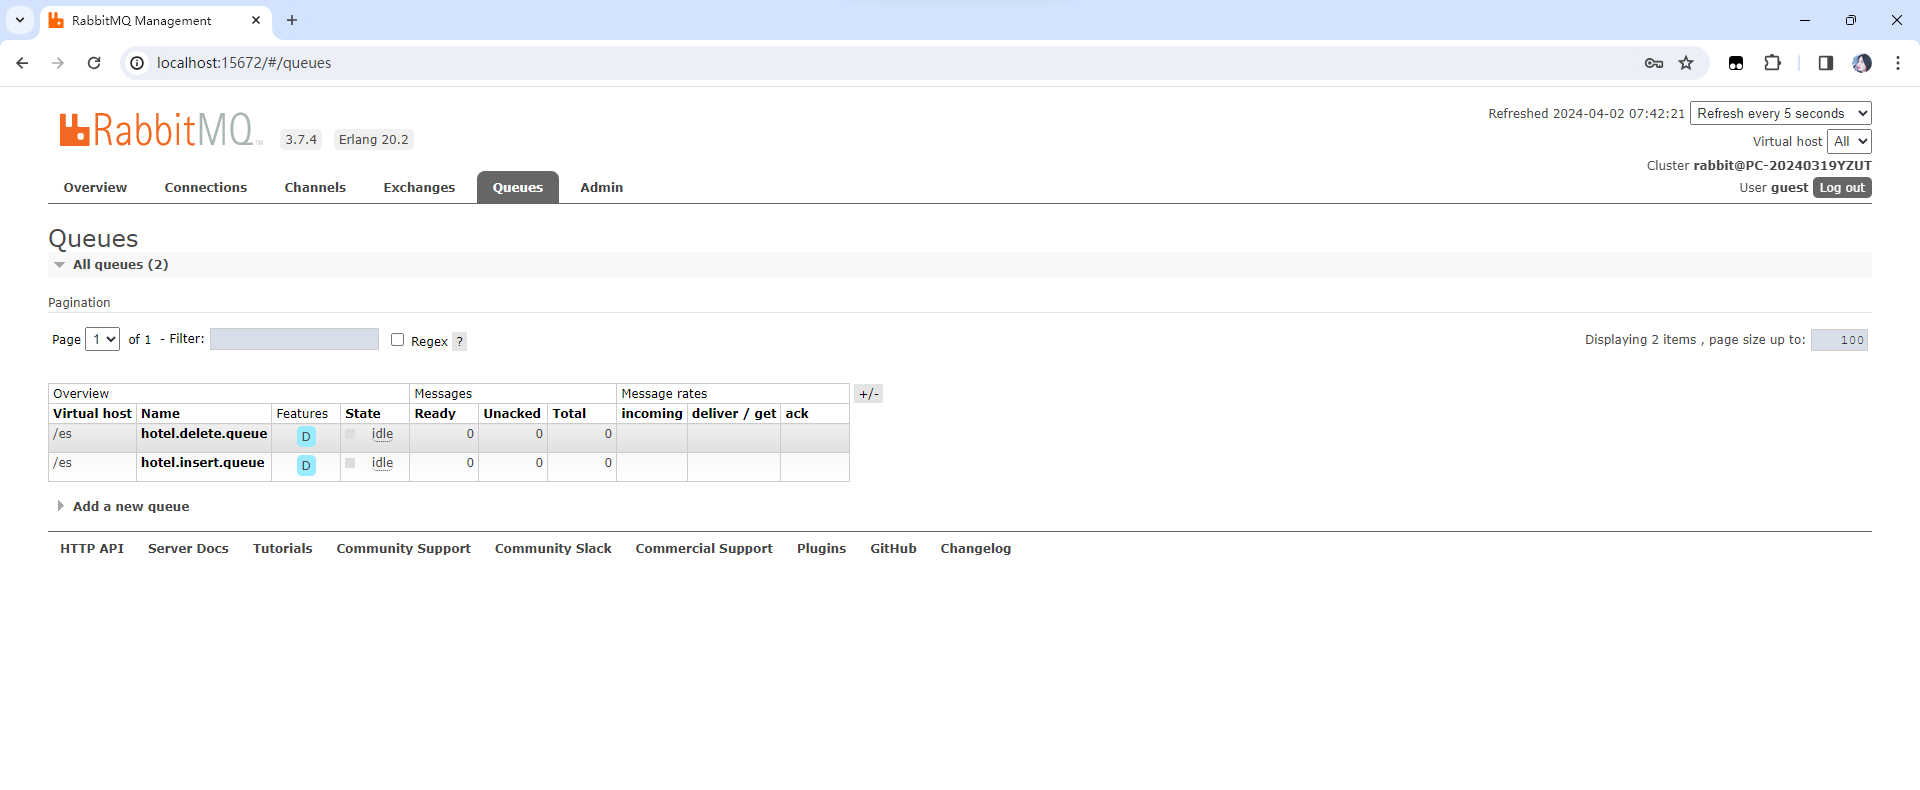 RabbitMQ Management
localhost:15672/#/queues
RabbitMQ TM 3.7.4 Erlang 20.2
Refreshed 2024-04-02 07:42:21 Refresh every 5 seconds
Virtual host All
Cluster rabbit@PC-20240319YZUT
User guest Log out
Overview Connections Channels Exchanges Queues Admin
Queues
All queues (2)
Pagination
Page 1 of 1 - Filter: Regex ? Displaying 2 items , page size up to: 100
Overview Messages Message rates +/-
Virtual host Name Features State Ready Unacked Total incoming deliver / get ack
/es hotel.delete.queue D idle 0 0 0
/es hotel.insert.queue D idle 0 0 0
Add a new queue
HTTP API Server Docs Tutorials Community Support Community Slack Commercial Support Plugins GitHub Changelog